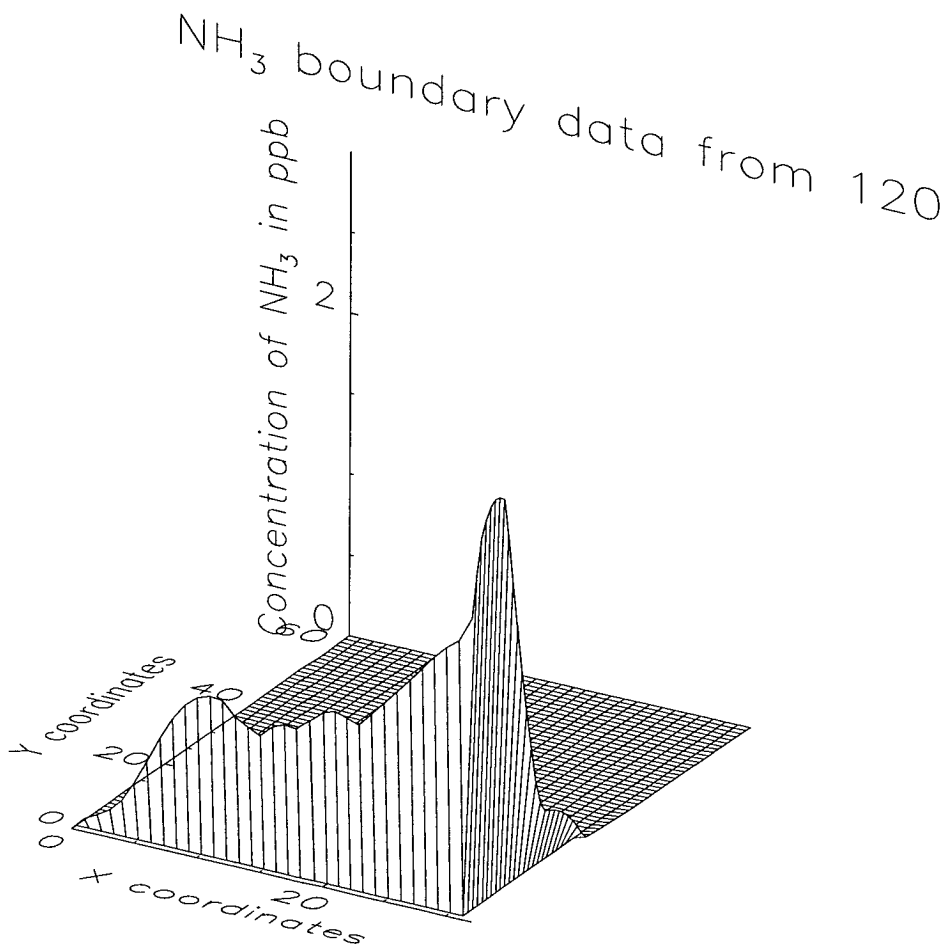 NH₃ boundary data from 120
Concentration of NH₃ in ppb
2
0
60
40
20
0
Y coordinates
0
20
X coordinates